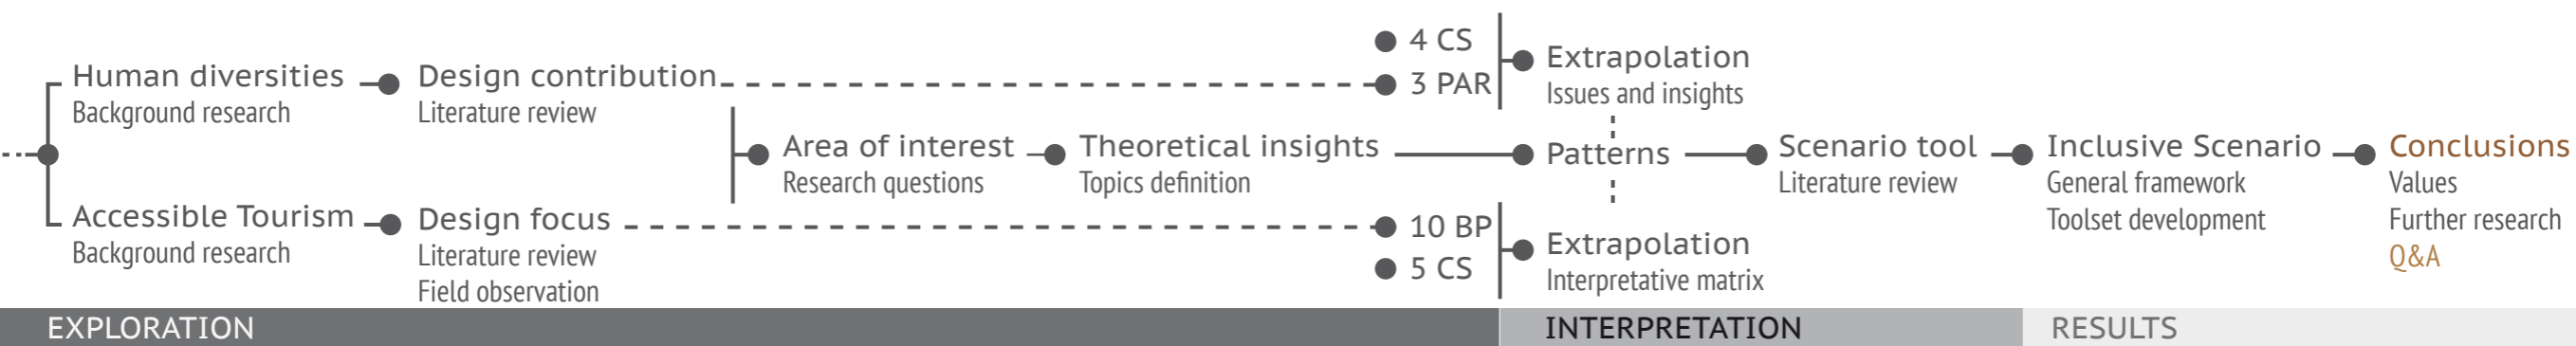 Human diversities
Background research
Design contribution
Literature review
4 CS
3 PAR
Extrapolation
Issues and insights
Area of interest
Research questions
Theoretical insights
Topics definition
Patterns
Scenario tool
Literature review
Inclusive Scenario
General framework
Toolset development
Conclusions
Values
Further research
Q&A
Accessible Tourism
Background research
Design focus
Literature review
Field observation
10 BP
5 CS
Extrapolation
Interpretative matrix
EXPLORATION
INTERPRETATION
RESULTS